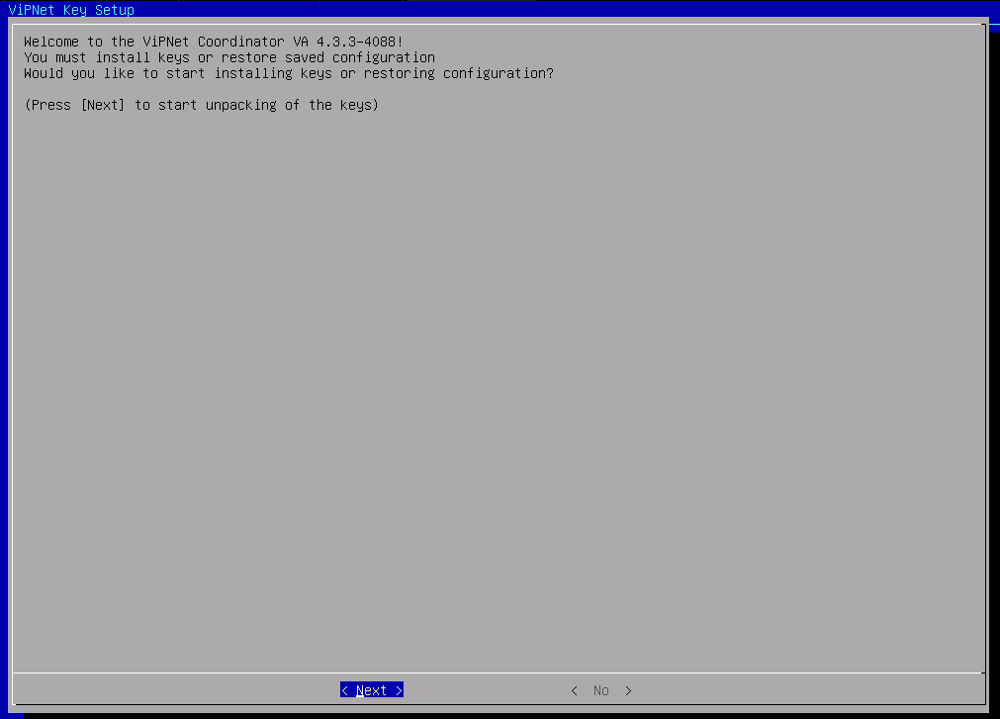 ViPNet Key Setup
Welcome to the ViPNet Coordinator VA 4.3.3-4088!
You must install keys or restore saved configuration
Would you like to start installing keys or restoring configuration?
(Press [Next] to start unpacking of the keys)
< Next > < No >